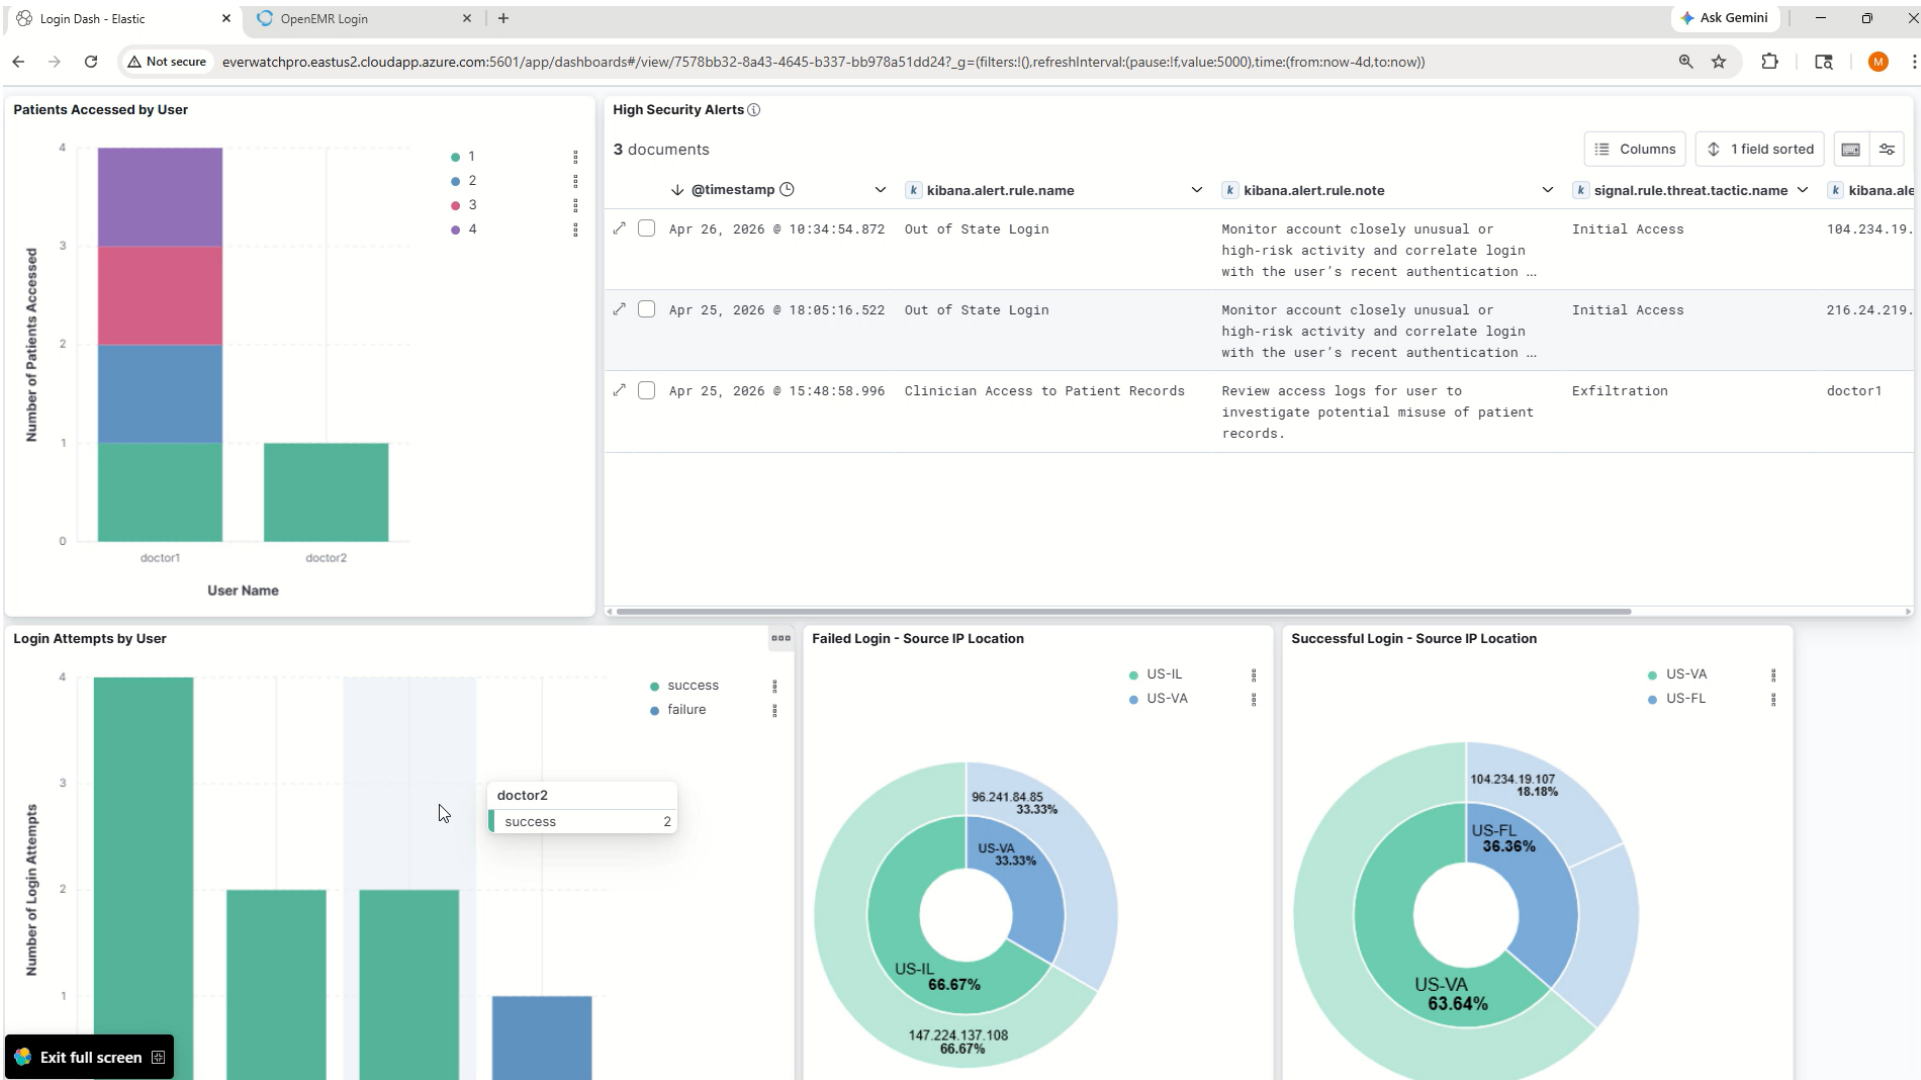 Login Dash - Elastic
OpenEMR Login
Ask Gemini
Not secure
everwatchpro.eastus2.cloudapp.azure.com:5601/app/dashboards#/view/7578bb32-8a43-4645-b337-bb978a51dd24?_g=(filters:!(),refreshInterval:(pause:!f,value:5000),time:(from:now-4d,to:now))
M
Patients Accessed by User
4
3
2
1
0
Number of Patients Accessed
doctor1
doctor2
User Name
1
2
3
4
High Security Alerts
3 documents
Columns
1 field sorted
@timestamp
k kibana.alert.rule.name
k kibana.alert.rule.note
k signal.rule.threat.tactic.name
k kibana.ale
Apr 26, 2026 @ 10:34:54.872
Out of State Login
Monitor account closely unusual or
high-risk activity and correlate login
with the user's recent authentication …
Initial Access
104.234.19.
Apr 25, 2026 @ 18:05:16.522
Out of State Login
Monitor account closely unusual or
high-risk activity and correlate login
with the user's recent authentication …
Initial Access
216.24.219.
Apr 25, 2026 @ 15:48:58.996
Clinician Access to Patient Records
Review access logs for user to
investigate potential misuse of patient
records.
Exfiltration
doctor1
Login Attempts by User
4
3
2
1
Number of Login Attempts
success
failure
doctor2
success 2
Exit full screen
Failed Login - Source IP Location
US-IL
US-VA
96.241.84.85
33.33%
US-VA
33.33%
US-IL
66.67%
147.224.137.108
66.67%
Successful Login - Source IP Location
US-VA
US-FL
104.234.19.107
18.18%
US-FL
36.36%
US-VA
63.64%